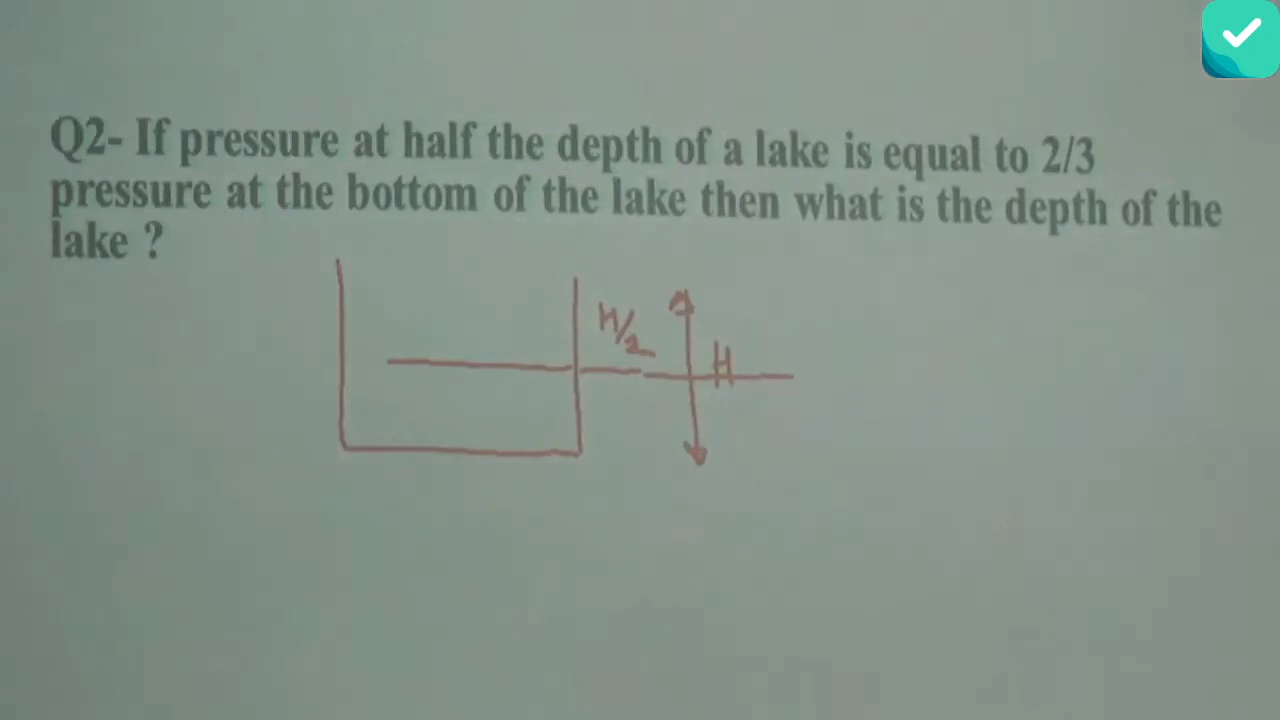 Q2- If pressure at half the depth of a lake is equal to 2/3
pressure at the bottom of the lake then what is the depth of the
lake ?
H/2
H